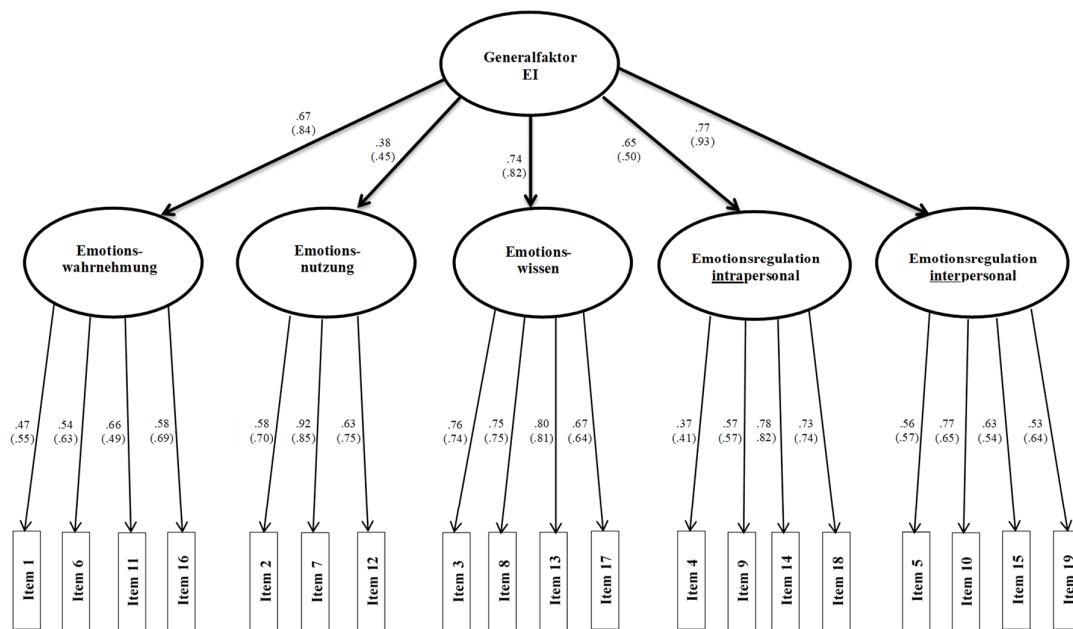 Generalfaktor
EI
.67
(.84)
.38
(.45)
.74
(.82)
.65
(.50)
.77
(.93)
Emotions-
wahrnehmung
Emotions-
nutzung
Emotions-
wissen
Emotionsregulation
intrapersonal
Emotionsregulation
interpersonal
.47
(.55)
.54
(.63)
.66
(.49)
.58
(.69)
.58
(.70)
.92
(.85)
.63
(.75)
.76
(.74)
.75
(.75)
.80
(.81)
.67
(.64)
.37
(.41)
.57
(.57)
.78
.82)
.73
(.74)
.56
(.57)
.77
(.65)
.63
(.54)
.53
(.64)
Item 1
Item 6
Item 11
Item 16
Item 2
Item 7
Item 12
Item 3
Item 8
Item 13
Item 17
Item 4
Item 9
Item 14
Item 18
Item 5
Item 10
Item 15
Item 19